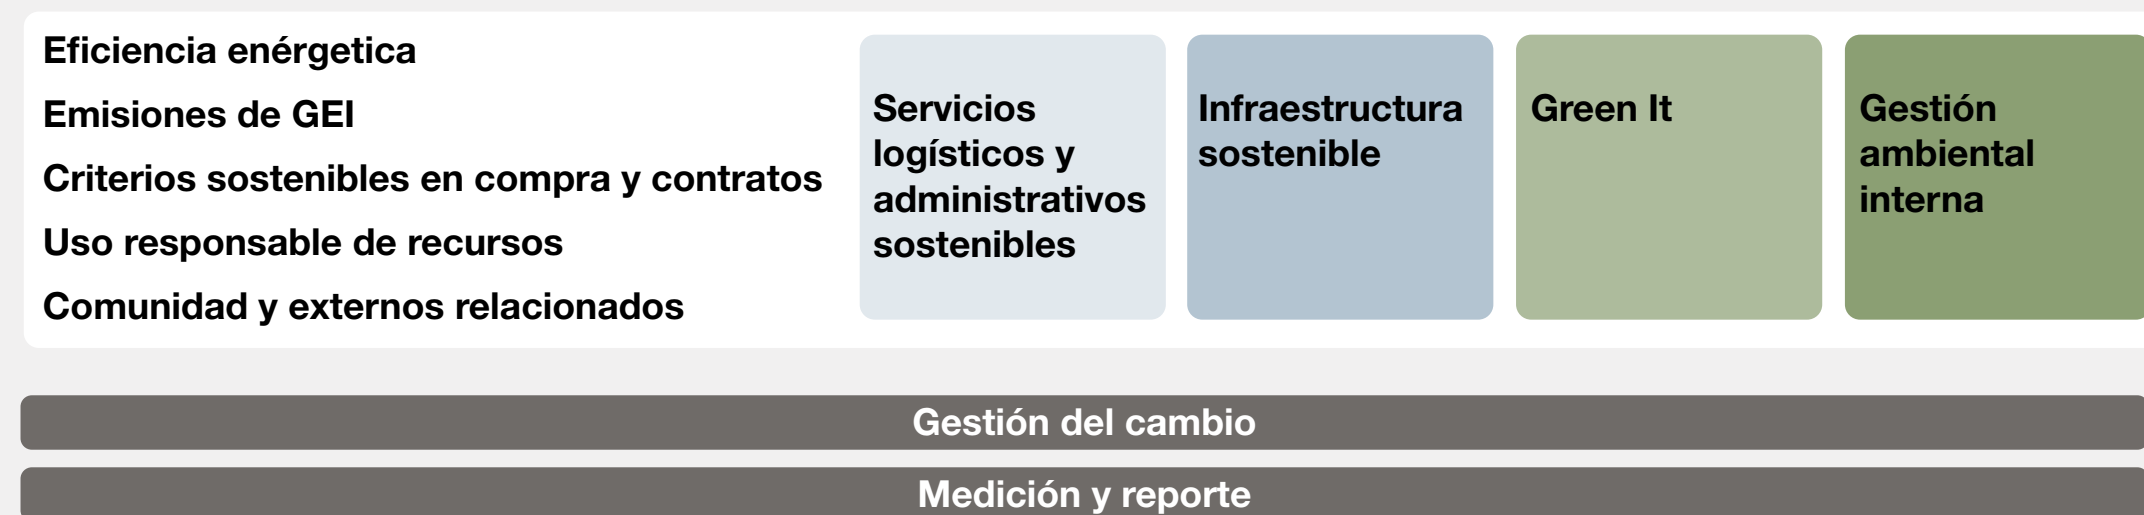 Eficiencia enérgetica
Emisiones de GEI
Criterios sostenibles en compra y contratos
Uso responsable de recursos
Comunidad y externos relacionados
Servicios
logísticos y
administrativos
sostenibles
Infraestructura
sostenible
Green It
Gestión
ambiental
interna
Gestión del cambio
Medición y reporte